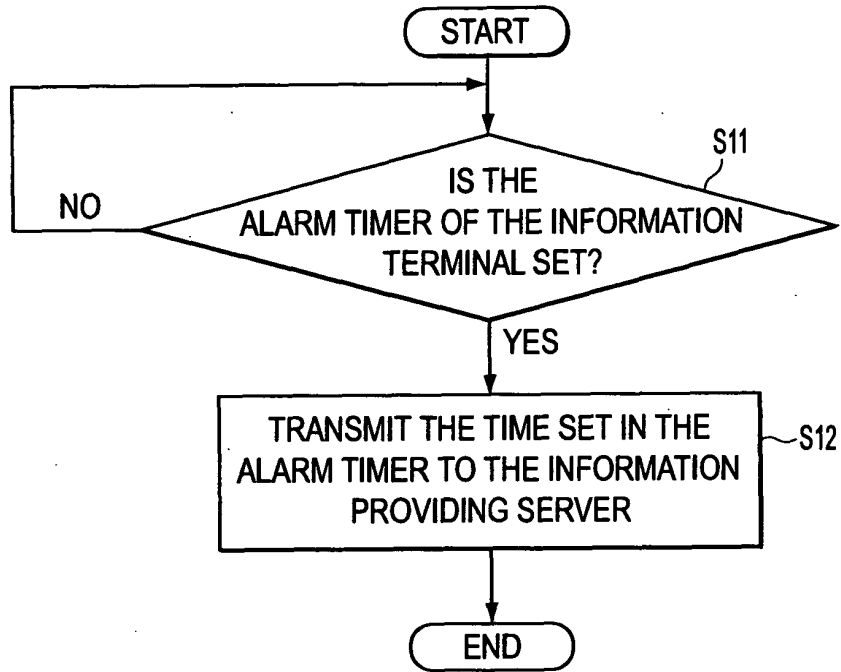 START
S11
IS THE
ALARM TIMER OF THE INFORMATION
TERMINAL SET?
NO
YES
TRANSMIT THE TIME SET IN THE
ALARM TIMER TO THE INFORMATION
PROVIDING SERVER
S12
END